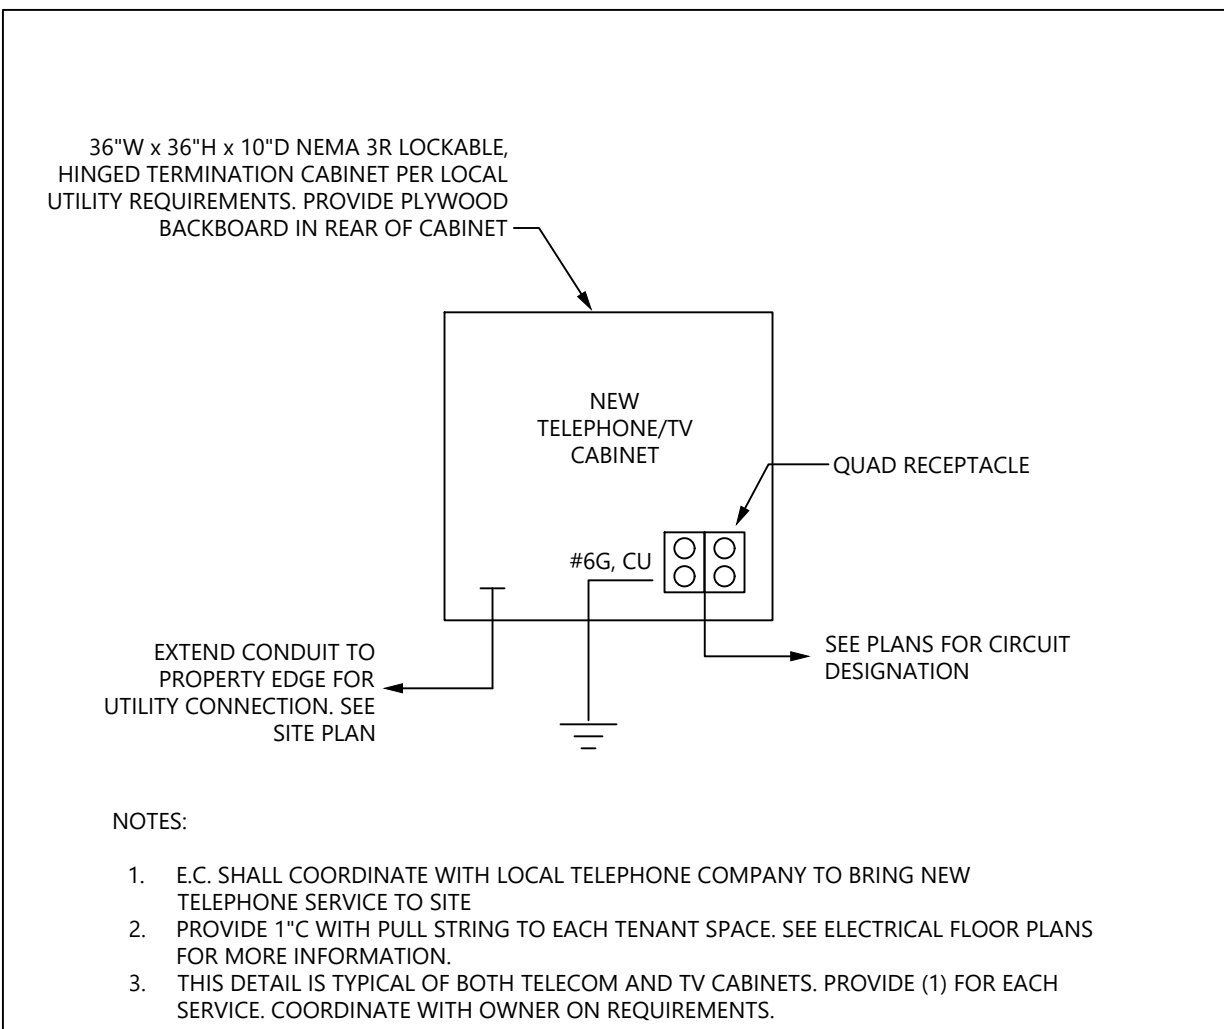 36"W x 36"H x 10"D NEMA 3R LOCKABLE,
HINGED TERMINATION CABINET PER LOCAL
UTILITY REQUIREMENTS. PROVIDE PLYWOOD
BACKBOARD IN REAR OF CABINET
NEW
TELEPHONE/TV
CABINET
QUAD RECEPTACLE
#6G, CU
EXTEND CONDUIT TO
PROPERTY EDGE FOR
UTILITY CONNECTION. SEE
SITE PLAN
SEE PLANS FOR CIRCUIT
DESIGNATION
NOTES:
1. E.C. SHALL COORDINATE WITH LOCAL TELEPHONE COMPANY TO BRING NEW
TELEPHONE SERVICE TO SITE
2. PROVIDE 1"C WITH PULL STRING TO EACH TENANT SPACE. SEE ELECTRICAL FLOOR PLANS
FOR MORE INFORMATION.
3. THIS DETAIL IS TYPICAL OF BOTH TELECOM AND TV CABINETS. PROVIDE (1) FOR EACH
SERVICE. COORDINATE WITH OWNER ON REQUIREMENTS.